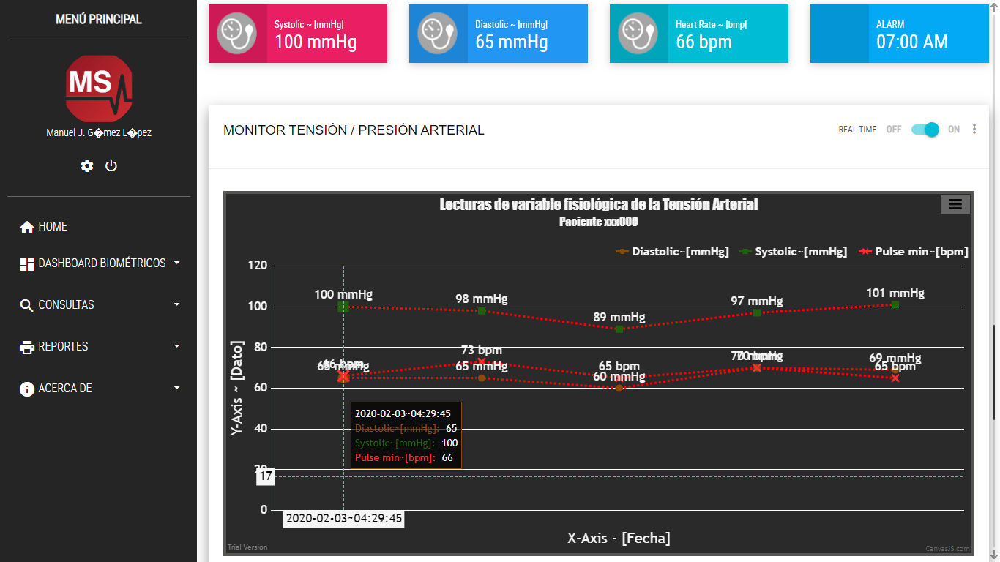 MENÚ PRINCIPAL
MS
Manuel J. G�mez L�pez
HOME
DASHBOARD BIOMÉTRICOS
CONSULTAS
REPORTES
ACERCA DE
Systolic ~ [mmHg]
100 mmHg
Diastolic ~ [mmHg]
65 mmHg
Heart Rate ~ [bmp]
66 bpm
ALARM
07:00 AM
MONITOR TENSIÓN / PRESIÓN ARTERIAL
REAL TIME OFF ON
Lecturas de variable fisiológica de la Tensión Arterial
Paciente xxx000
Diastolic~[mmHg] Systolic~[mmHg] Pulse min~[bpm]
Y-Axis ~ [Dato]
120
100
80
60
40
20
17
0
100 mmHg
98 mmHg
89 mmHg
97 mmHg
101 mmHg
66 bpm
65 mmHg
73 bpm
65 mmHg
65 bpm
60 mmHg
70 bpm
70 mmHg
69 mmHg
65 bpm
2020-02-03~04:29:45
Diastolic~[mmHg]: 65
Systolic~[mmHg]: 100
Pulse min~[bpm]: 66
2020-02-03~04:29:45
X-Axis - [Fecha]
Trial Version
CanvasJS.com